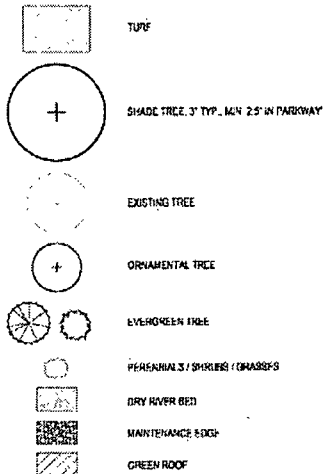 TURF
SHADE TREE, 3" TYP., MIN 2.5" IN PARKWAY
EXISTING TREE
ORNAMENTAL TREE
EVERGREEN TREE
PERENNIALS / SHRUBS / GRASSES
DRY RIVER BED
MAINTENANCE EDGE
GREEN ROOF